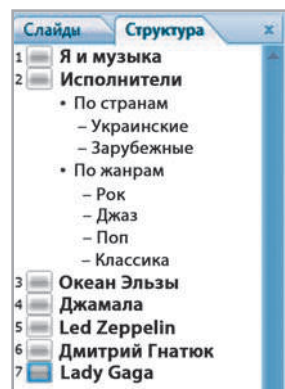 Слайды Структура x
1 Я и музыка
2 Исполнители
• По странам
– Украинские
– Зарубежные
• По жанрам
– Рок
– Джаз
– Поп
– Классика
3 Океан Эльзы
4 Джамала
5 Led Zeppelin
6 Дмитрий Гнатюк
7 Lady Gaga